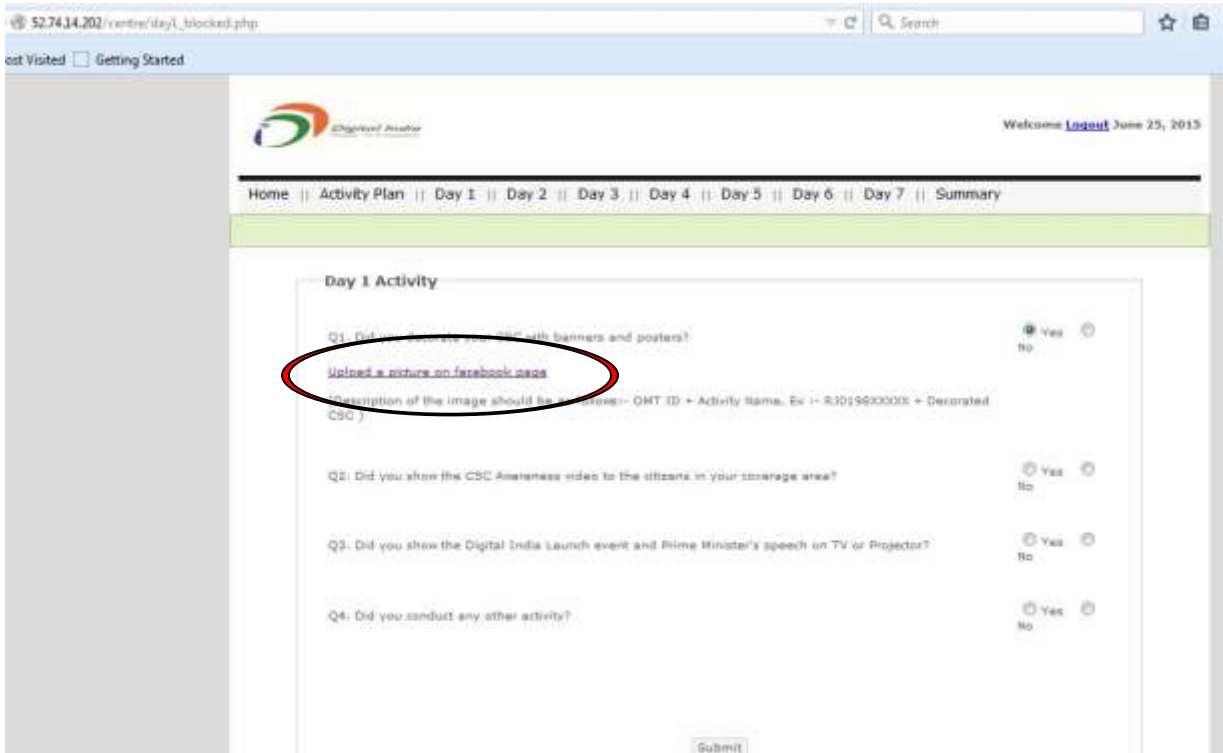 52.74.14.202/centre/day1_blocked.php
Search
ost Visited Getting Started
Digital India
Welcome Logout June 25, 2015
Home || Activity Plan || Day 1 || Day 2 || Day 3 || Day 4 || Day 5 || Day 6 || Day 7 || Summary
Day 1 Activity
Q1. Did you decorate your CSC with banners and posters?
Yes
No
Upload a picture on facebook page
(Description of the image should be as follows:- OMT ID + Activity Name. Ex :- RJ0198XXXXX + Decorated
CSC )
Q2. Did you show the CSC Awareness video to the citizens in your coverage area?
Yes
No
Q3. Did you show the Digital India Launch event and Prime Minister's speech on TV or Projector?
Yes
No
Q4. Did you conduct any other activity?
Yes
No
Submit